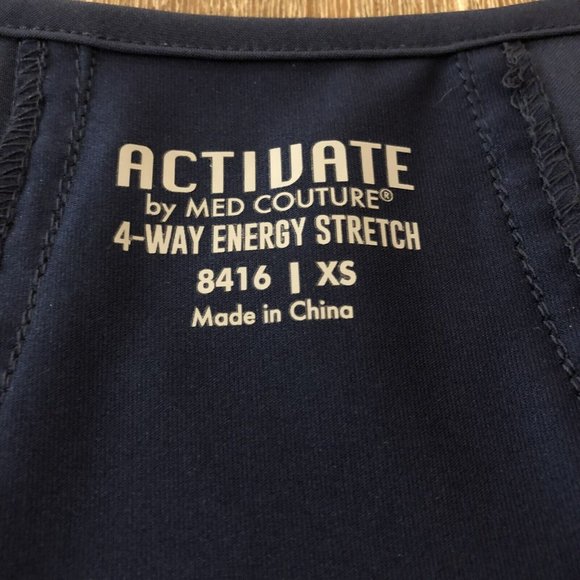 ACTIVATE
by MED COUTURE®
4-WAY ENERGY STRETCH
8416 | XS
Made in China